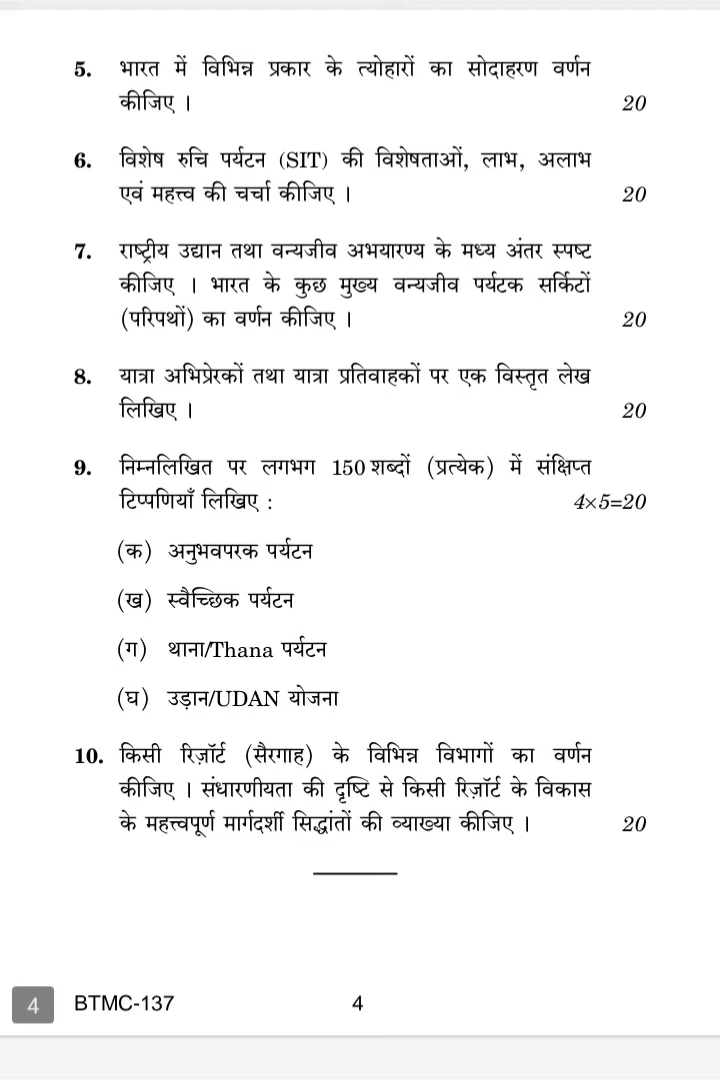 5. भारत में विभिन्न प्रकार के त्योहारों का सोदाहरण वर्णन
कीजिए । 20
6. विशेष रुचि पर्यटन (SIT) की विशेषताओं, लाभ, अलाभ
एवं महत्त्व की चर्चा कीजिए । 20
7. राष्ट्रीय उद्यान तथा वन्यजीव अभयारण्य के मध्य अंतर स्पष्ट
कीजिए । भारत के कुछ मुख्य वन्यजीव पर्यटक सर्किटों
(परिपथों) का वर्णन कीजिए । 20
8. यात्रा अभिप्रेरकों तथा यात्रा प्रतिवाहकों पर एक विस्तृत लेख
लिखिए । 20
9. निम्नलिखित पर लगभग 150 शब्दों (प्रत्येक) में संक्षिप्त
टिप्पणियाँ लिखिए : 4×5=20
(क) अनुभवपरक पर्यटन
(ख) स्वैच्छिक पर्यटन
(ग) थाना/Thana पर्यटन
(घ) उड़ान/UDAN योजना
10. किसी रिज़ॉर्ट (सैरगाह) के विभिन्न विभागों का वर्णन
कीजिए । संधारणीयता की दृष्टि से किसी रिज़ॉर्ट के विकास
के महत्त्वपूर्ण मार्गदर्शी सिद्धांतों की व्याख्या कीजिए । 20
4 BTMC-137 4